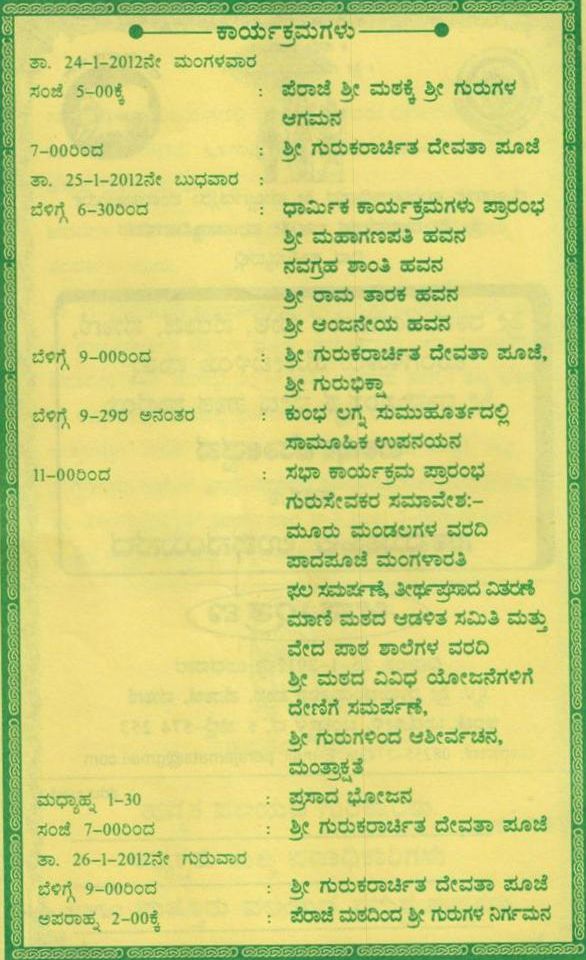 ಕಾರ್ಯಕ್ರಮಗಳು
ತಾ. 24-1-2012ನೇ ಮಂಗಳವಾರ
ಸಂಜೆ 5-00ಕ್ಕೆ : ಪೆರಾಜೆ ಶ್ರೀ ಮಠಕ್ಕೆ ಶ್ರೀ ಗುರುಗಳ
ಆಗಮನ
7-00ರಿಂದ : ಶ್ರೀ ಗುರುಕರಾರ್ಚಿತ ದೇವತಾ ಪೂಜೆ
ತಾ. 25-1-2012ನೇ ಬುಧವಾರ :
ಬೆಳಿಗ್ಗೆ 6-30ರಿಂದ : ಧಾರ್ಮಿಕ ಕಾರ್ಯಕ್ರಮಗಳು ಪ್ರಾರಂಭ
ಶ್ರೀ ಮಹಾಗಣಪತಿ ಹವನ
ನವಗ್ರಹ ಶಾಂತಿ ಹವನ
ಶ್ರೀ ರಾಮ ತಾರಕ ಹವನ
ಶ್ರೀ ಆಂಜನೇಯ ಹವನ
ಬೆಳಿಗ್ಗೆ 9-00ರಿಂದ : ಶ್ರೀ ಗುರುಕರಾರ್ಚಿತ ದೇವತಾ ಪೂಜೆ,
ಶ್ರೀ ಗುರುಭಿಕ್ಷಾ
ಬೆಳಿಗ್ಗೆ 9-29ರ ಅನಂತರ : ಕುಂಭ ಲಗ್ನ ಸುಮುಹೂರ್ತದಲ್ಲಿ
ಸಾಮೂಹಿಕ ಉಪನಯನ
11-00ರಿಂದ : ಸಭಾ ಕಾರ್ಯಕ್ರಮ ಪ್ರಾರಂಭ
ಗುರುಸೇವಕರ ಸಮಾವೇಶ:–
ಮೂರು ಮಂಡಲಗಳ ವರದಿ
ಪಾದಪೂಜೆ ಮಂಗಳಾರತಿ
ಫಲ ಸಮರ್ಪಣೆ, ತೀರ್ಥಪ್ರಸಾದ ವಿತರಣೆ
ಮಾಣಿ ಮಠದ ಆಡಳಿತ ಸಮಿತಿ ಮತ್ತು
ವೇದ ಪಾಠ ಶಾಲೆಗಳ ವರದಿ
ಶ್ರೀ ಮಠದ ವಿವಿಧ ಯೋಜನೆಗಳಿಗೆ
ದೇಣಿಗೆ ಸಮರ್ಪಣೆ,
ಶ್ರೀ ಗುರುಗಳಿಂದ ಆಶೀರ್ವಚನ,
ಮಂತ್ರಾಕ್ಷತೆ
ಮಧ್ಯಾಹ್ನ 1-30 : ಪ್ರಸಾದ ಭೋಜನ
ಸಂಜೆ 7-00ರಿಂದ : ಶ್ರೀ ಗುರುಕರಾರ್ಚಿತ ದೇವತಾ ಪೂಜೆ
ತಾ. 26-1-2012ನೇ ಗುರುವಾರ
ಬೆಳಿಗ್ಗೆ 9-00ರಿಂದ : ಶ್ರೀ ಗುರುಕರಾರ್ಚಿತ ದೇವತಾ ಪೂಜೆ
ಅಪರಾಹ್ನ 2-00ಕ್ಕೆ : ಪೆರಾಜೆ ಮಠದಿಂದ ಶ್ರೀ ಗುರುಗಳ ನಿರ್ಗಮನ